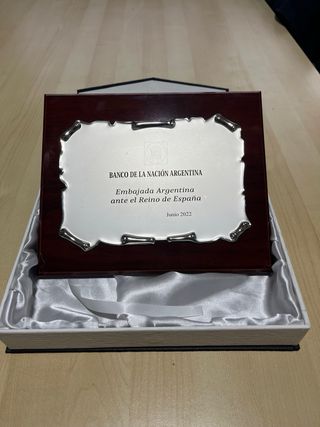 BANCO DE LA NACIÓN ARGENTINA
Embajada Argentina
ante el Reino de España
Junio 2022